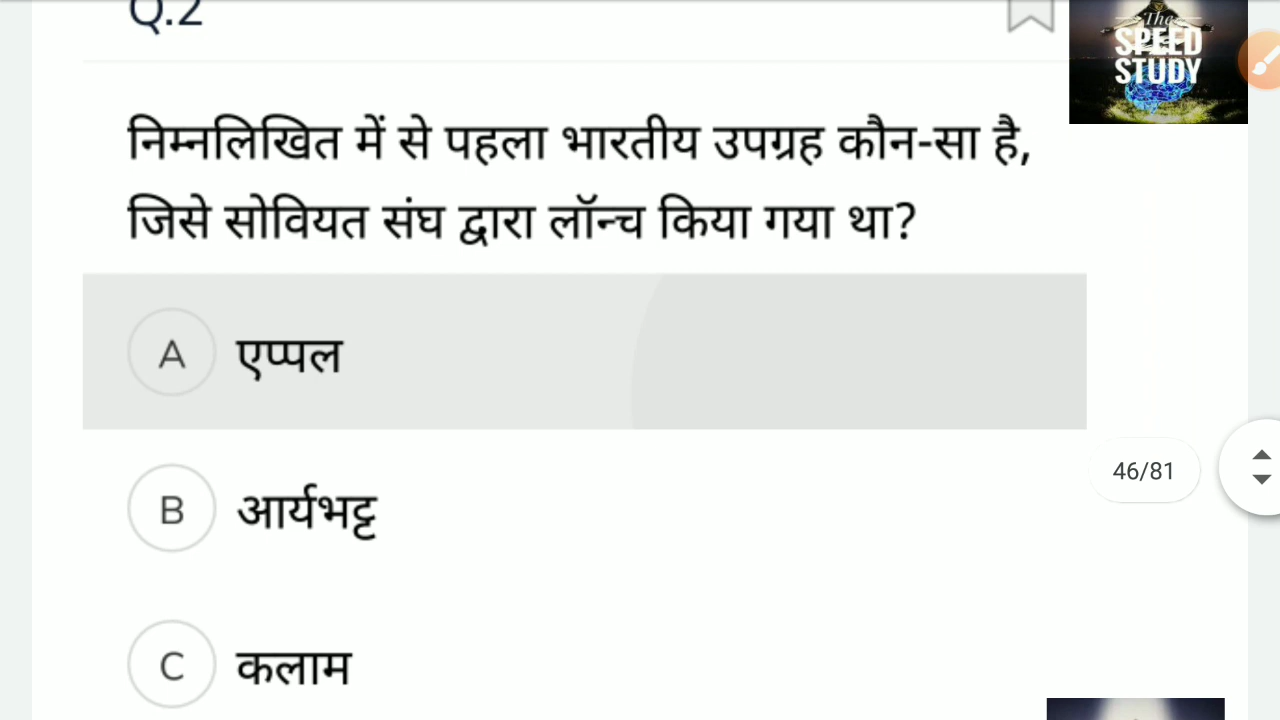 Q.2
The
SPEED
STUDY
निम्नलिखित में से पहला भारतीय उपग्रह कौन-सा है,
जिसे सोवियत संघ द्वारा लॉन्च किया गया था?
A एप्पल
46/81
B आर्यभट्ट
C कलाम